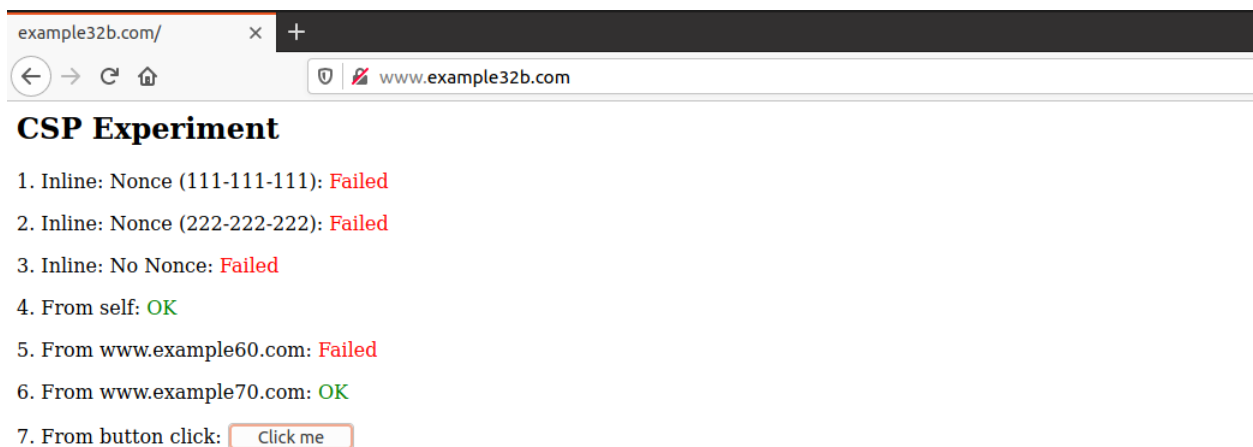 example32b.com/
www.example32b.com
CSP Experiment
1. Inline: Nonce (111-111-111): Failed
2. Inline: Nonce (222-222-222): Failed
3. Inline: No Nonce: Failed
4. From self: OK
5. From www.example60.com: Failed
6. From www.example70.com: OK
7. From button click: Click me